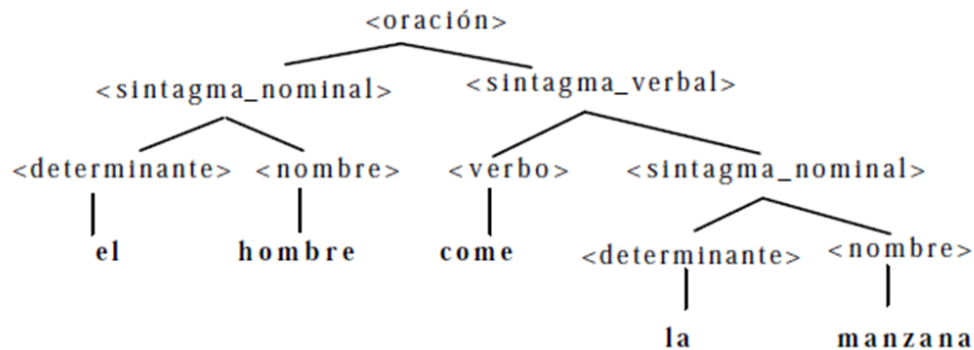 <oración>
<sintagma_nominal> <sintagma_verbal>
<determinante> <nombre> <verbo> <sintagma_nominal>
el hombre come <determinante> <nombre>
la manzana